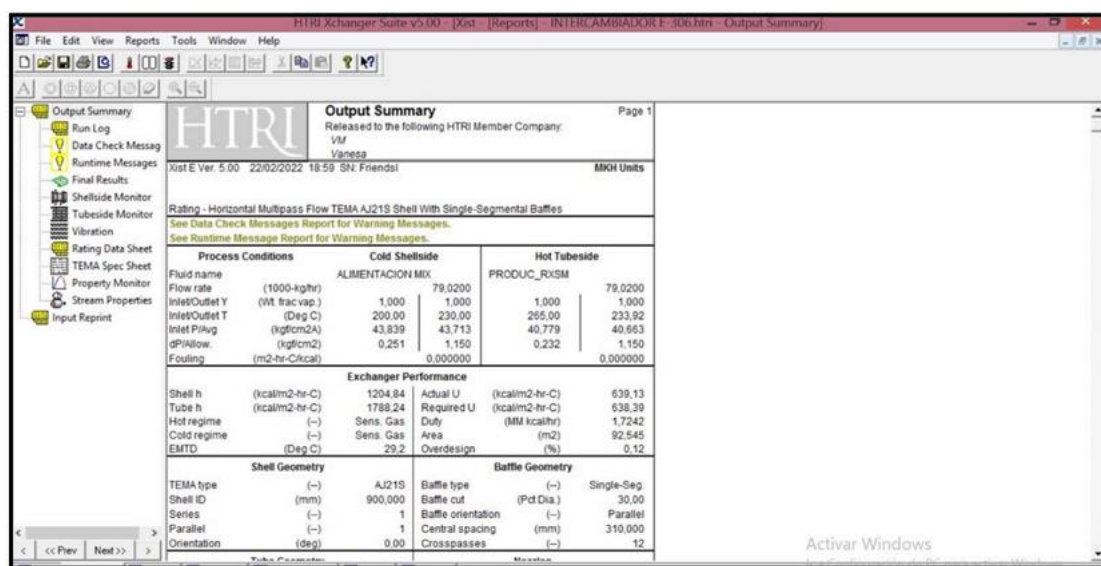 HTRI Xchanger Suite v5.00 - [Xist - [Reports] - INTERCAMBIADOR E-306.htri - Output Summary]
File Edit View Reports Tools Window Help
Output Summary
Run Log
Data Check Messag
Runtime Messages
Final Results
Shellside Monitor
Tubeside Monitor
Vibration
Rating Data Sheet
TEMA Spec Sheet
Property Monitor
Stream Properties
Input Reprint
<< Prev Next >>
HTRI
Output Summary Page 1
Released to the following HTRI Member Company:
VM
Vanesa
Xist E Ver. 5.00 22/02/2022 18:59 SN: Friendsl MKH Units
Rating - Horizontal Multipass Flow TEMA AJ21S Shell With Single-Segmental Baffles
See Data Check Messages Report for Warning Messages.
See Runtime Message Report for Warning Messages.
Process Conditions Cold Shellside Hot Tubeside
Fluid name ALIMENTACION MIX PRODUC_RXSM
Flow rate (1000-kg/hr) 79,0200 79,0200
Inlet/Outlet Y (Wt. frac vap.) 1,000 1,000 1,000 1,000
Inlet/Outlet T (Deg C) 200,00 230,00 265,00 233,92
Inlet P/Avg (kgf/cm2A) 43,839 43,713 40,779 40,663
dP/Allow. (kgf/cm2) 0,251 1,150 0,232 1,150
Fouling (m2-hr-C/kcal) 0,000000 0,000000
Exchanger Performance
Shell h (kcal/m2-hr-C) 1204,84 Actual U (kcal/m2-hr-C) 639,13
Tube h (kcal/m2-hr-C) 1788,24 Required U (kcal/m2-hr-C) 638,39
Hot regime (--) Sens. Gas Duty (MM kcal/hr) 1,7242
Cold regime (--) Sens. Gas Area (m2) 92,545
EMTD (Deg C) 29,2 Overdesign (%) 0,12
Shell Geometry Baffle Geometry
TEMA type (--) AJ21S Baffle type (--) Single-Seg.
Shell ID (mm) 900,000 Baffle cut (Pct Dia.) 30,00
Series (--) 1 Baffle orientation (--) Parallel
Parallel (--) 1 Central spacing (mm) 310,000
Orientation (deg) 0,00 Crosspasses (--) 12
Tube Geometry Nozzles
Activar Windows